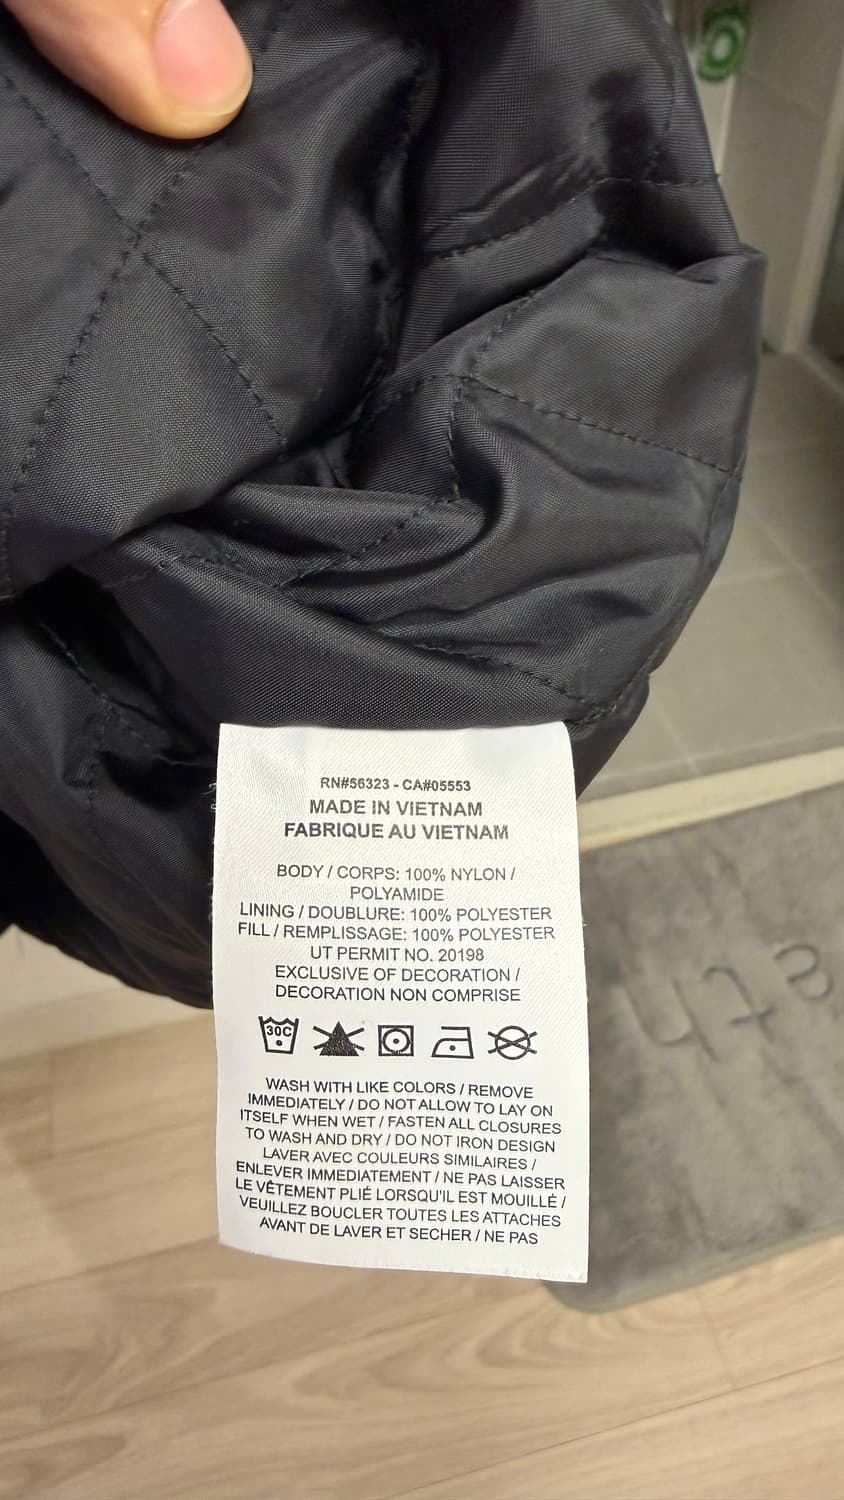 RN#56323 - CA#05553
MADE IN VIETNAM
FABRIQUE AU VIETNAM
BODY / CORPS: 100% NYLON /
POLYAMIDE
LINING / DOUBLURE: 100% POLYESTER
FILL / REMPLISSAGE: 100% POLYESTER
UT PERMIT NO. 20198
EXCLUSIVE OF DECORATION /
DECORATION NON COMPRISE
30C
WASH WITH LIKE COLORS / REMOVE
IMMEDIATELY / DO NOT ALLOW TO LAY ON
ITSELF WHEN WET / FASTEN ALL CLOSURES
TO WASH AND DRY / DO NOT IRON DESIGN
LAVER AVEC COULEURS SIMILAIRES /
ENLEVER IMMEDIATEMENT / NE PAS LAISSER
LE VÊTEMENT PLIÉ LORSQU'IL EST MOUILLÉ /
VEUILLEZ BOUCLER TOUTES LES ATTACHES
AVANT DE LAVER ET SECHER / NE PAS